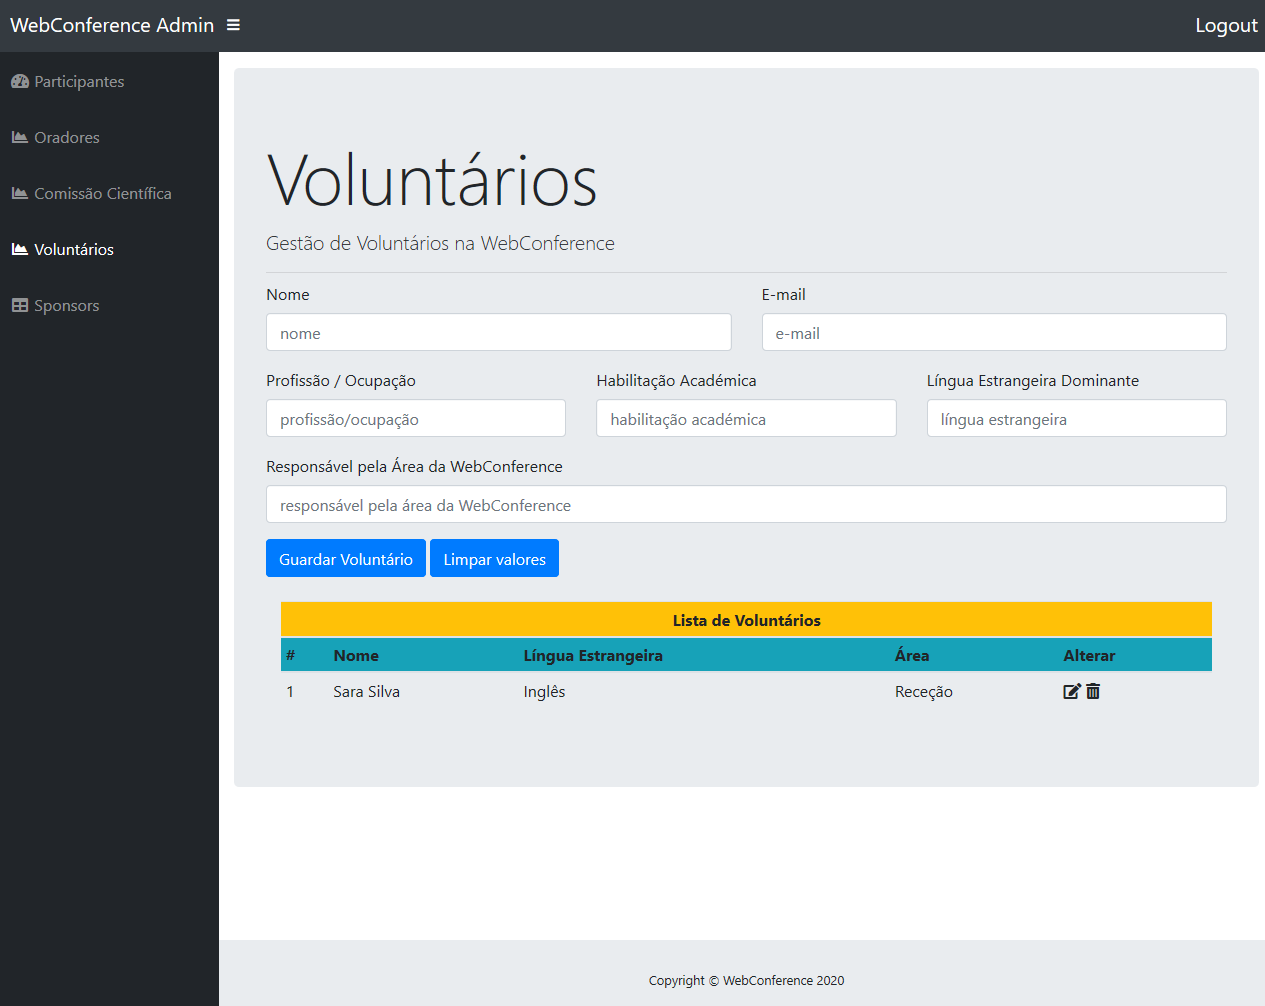 WebConference Admin
Logout
Participantes
Oradores
Comissão Científica
Voluntários
Sponsors
Voluntários
Gestão de Voluntários na WebConference
Nome E-mail
nome e-mail
Profissão / Ocupação Habilitação Académica Língua Estrangeira Dominante
profissão/ocupação habilitação académica língua estrangeira
Responsável pela Área da WebConference
responsável pela área da WebConference
Guardar Voluntário Limpar valores
Lista de Voluntários
# Nome Língua Estrangeira Área Alterar
1 Sara Silva Inglês Receção
Copyright © WebConference 2020